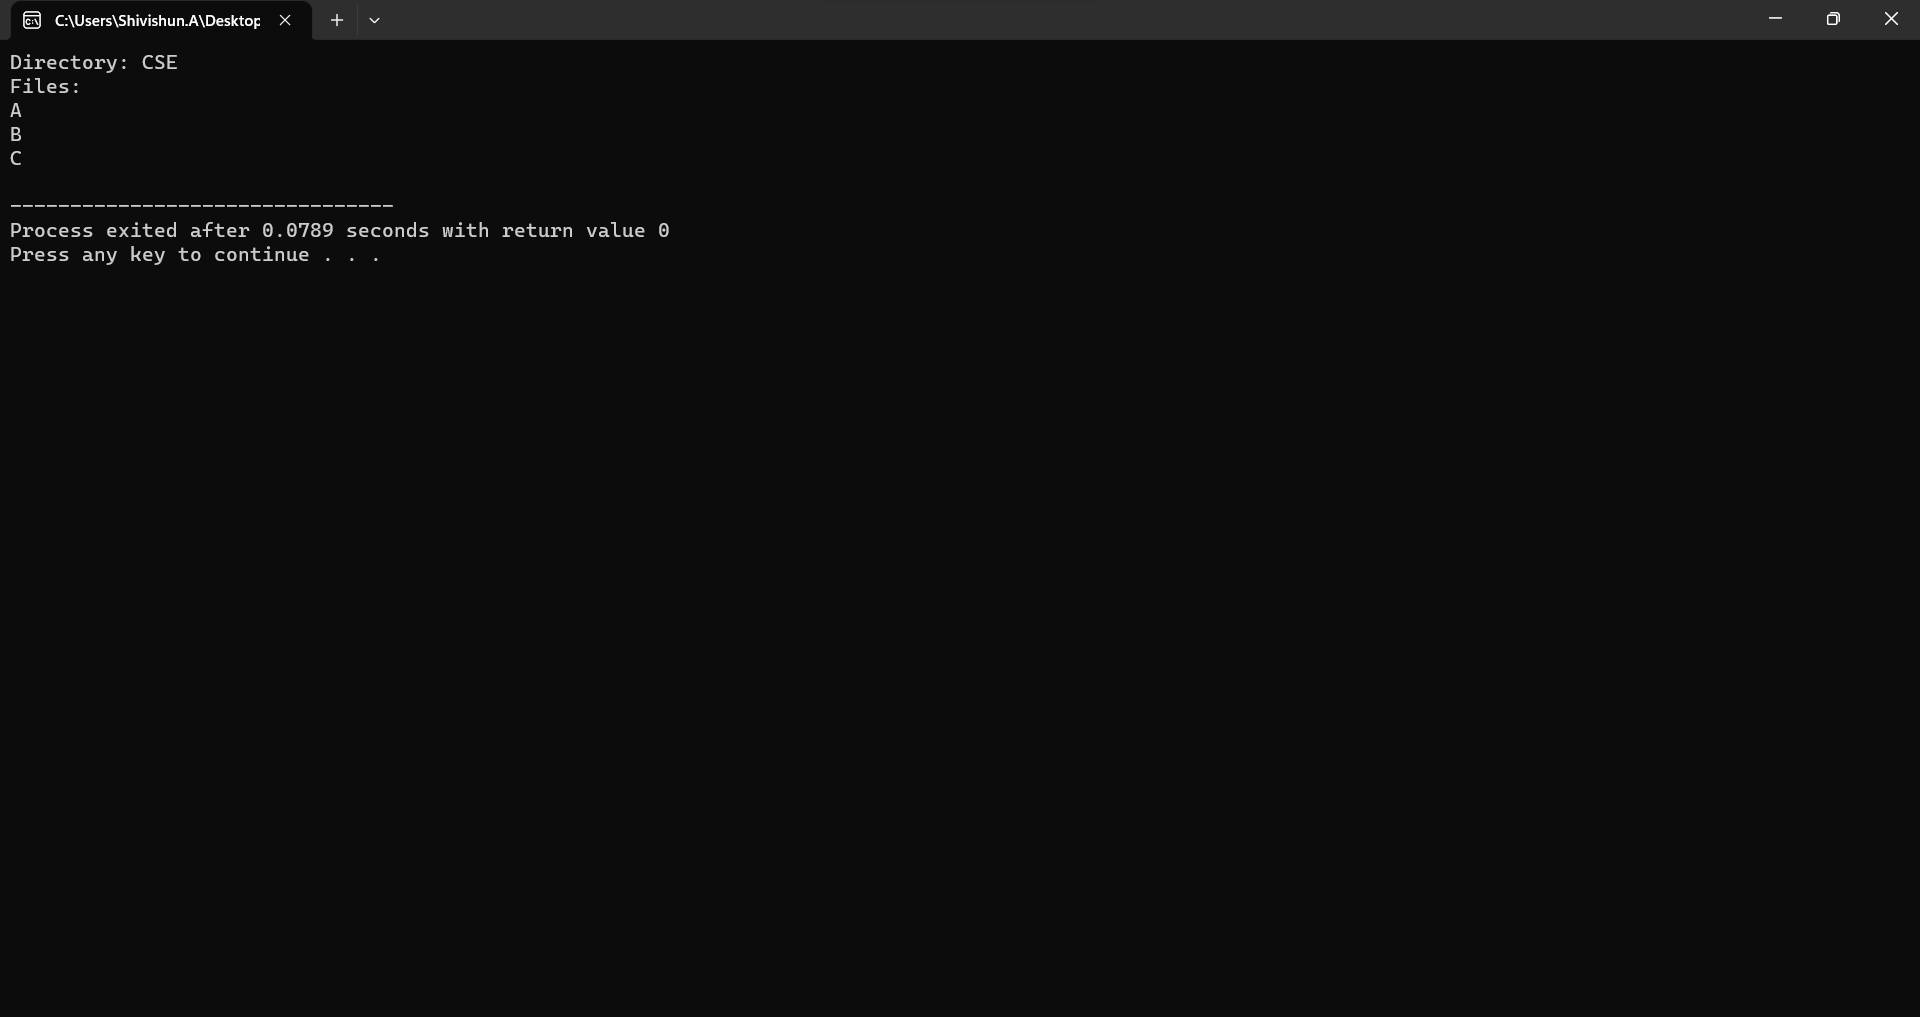 C:\Users\Shivishun.A\Desktop
Directory: CSE
Files:
A
B
C
--------------------------------
Process exited after 0.0789 seconds with return value 0
Press any key to continue . . .